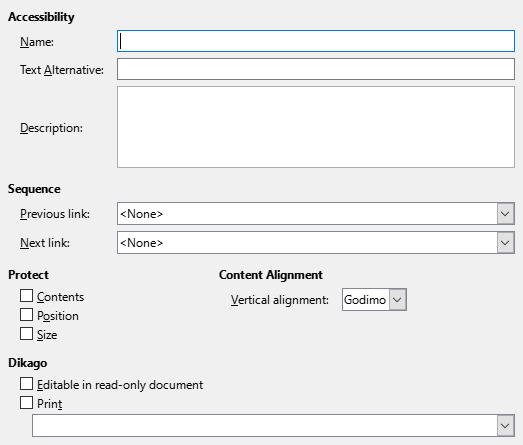 Accessibility
Name:
Text Alternative:
Description:
Sequence
Previous link:
<None>
Next link:
<None>
Protect
Contents
Position
Size
Content Alignment
Vertical alignment:
Godimo
Dikago
Editable in read-only document
Print